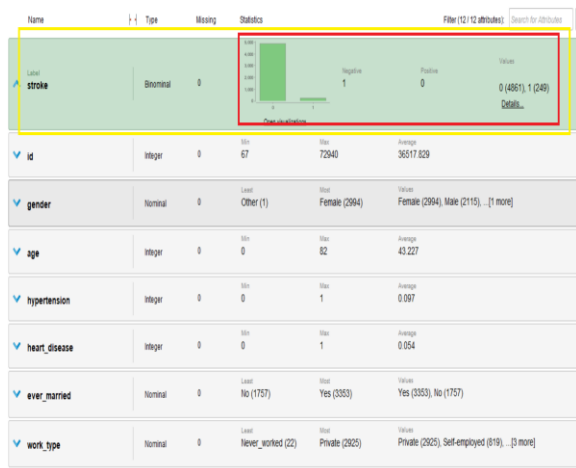 Name Type Missing Statistics Filter (12 / 12 attributes): Search for Attributes
Label
stroke Binominal 0
Negative Positive Values
1 0 0 (4861), 1 (249)
Details...
0 1
Open visualizations
Min Max Average
id Integer 0 67 72940 36517.829
Least Most Values
gender Nominal 0 Other (1) Female (2994) Female (2994), Male (2115), ...[1 more]
Min Max Average
age Integer 0 0 82 43.227
Min Max Average
hypertension Integer 0 0 1 0.097
Min Max Average
heart_disease Integer 0 0 1 0.054
Least Most Values
ever_married Nominal 0 No (1757) Yes (3353) Yes (3353), No (1757)
Least Most Values
work_type Nominal 0 Never_worked (22) Private (2925) Private (2925), Self-employed (819), ...[3 more]